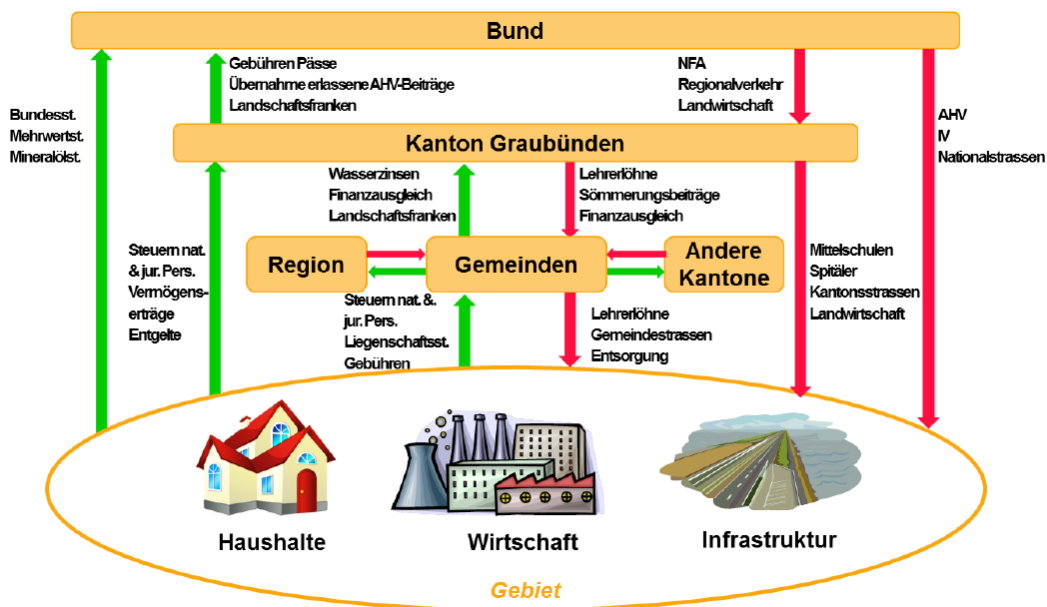 Bund
Gebühren Pässe
Übernahme erlassene AHV-Beiträge
Landschaftsfranken
NFA
Regionalverkehr
Landwirtschaft
Bundesst.
Mehrwertst.
Mineralölst.
AHV
IV
Nationalstrassen
Kanton Graubünden
Wasserzinsen
Finanzausgleich
Landschaftsfranken
Lehrerlöhne
Sömmerungsbeiträge
Finanzausgleich
Region
Gemeinden
Andere
Kantone
Steuern nat.
& jur. Pers.
Vermögens-
erträge
Entgelte
Steuern nat. &.
jur. Pers.
Liegenschaftsst.
Gebühren
Lehrerlöhne
Gemeindestrassen
Entsorgung
Mittelschulen
Spitäler
Kantonsstrassen
Landwirtschaft
Haushalte
Wirtschaft
Infrastruktur
Gebiet